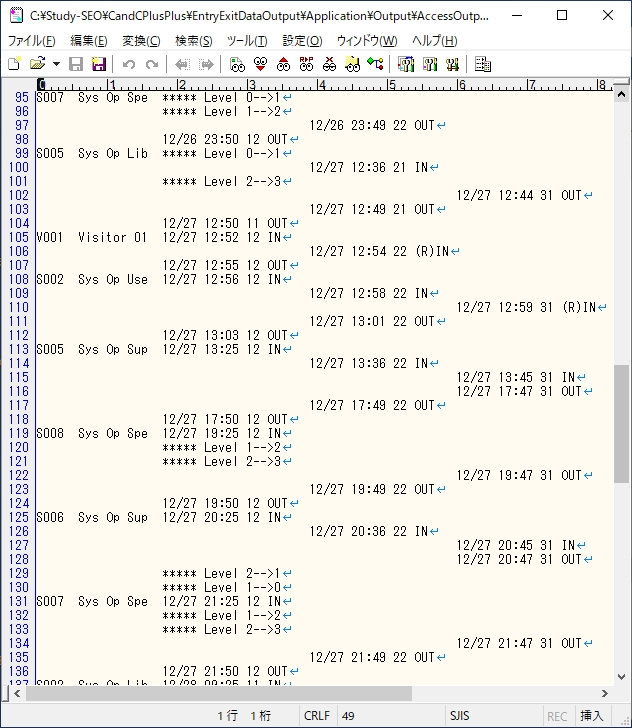 C:¥Study-SEO¥CandCPlusPlus¥EntryExitDataOutput¥Application¥Output¥AccessOutp...
ファイル(F) 編集(E) 変換(C) 検索(S) ツール(T) 設定(O) ウィンドウ(W) ヘルプ(H)
0 1 2 3 4 5 6 7 8
95 S007 Sys Op Spe ***** Level 0-->1
96 ***** Level 1-->2
97 12/26 23:49 22 OUT
98 12/26 23:50 12 OUT
99 S005 Sys Op Lib ***** Level 0-->1
100 12/27 12:36 21 IN
101 ***** Level 2-->3
102 12/27 12:44 31 OUT
103 12/27 12:49 21 OUT
104 12/27 12:50 11 OUT
105 V001 Visitor 01 12/27 12:52 12 IN
106 12/27 12:54 22 (R)IN
107 12/27 12:55 12 OUT
108 S002 Sys Op Use 12/27 12:56 12 IN
109 12/27 12:58 22 IN
110 12/27 12:59 31 (R)IN
111 12/27 13:01 22 OUT
112 12/27 13:03 12 OUT
113 S005 Sys Op Sup 12/27 13:25 12 IN
114 12/27 13:36 22 IN
115 12/27 13:45 31 IN
116 12/27 17:47 31 OUT
117 12/27 17:49 22 OUT
118 12/27 17:50 12 OUT
119 S008 Sys Op Spe 12/27 19:25 12 IN
120 ***** Level 1-->2
121 ***** Level 2-->3
122 12/27 19:47 31 OUT
123 12/27 19:49 22 OUT
124 12/27 19:50 12 OUT
125 S006 Sys Op Sup 12/27 20:25 12 IN
126 12/27 20:36 22 IN
127 12/27 20:45 31 IN
128 12/27 20:47 31 OUT
129 ***** Level 2-->1
130 ***** Level 1-->0
131 S007 Sys Op Spe 12/27 21:25 12 IN
132 ***** Level 1-->2
133 ***** Level 2-->3
134 12/27 21:47 31 OUT
135 12/27 21:49 22 OUT
136 12/27 21:50 12 OUT
1 行 1 桁 CRLF 49 SJIS REC 挿入